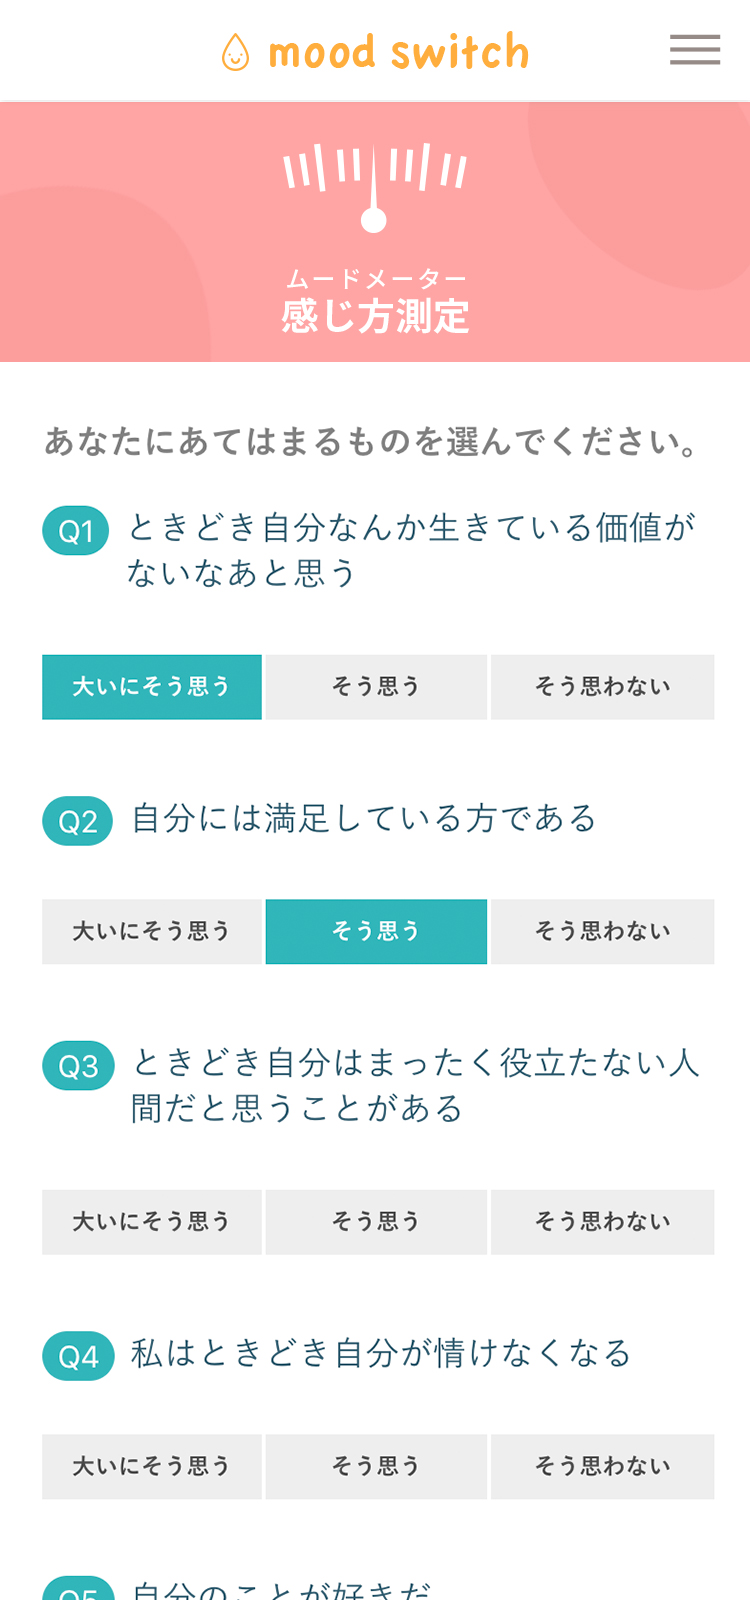 mood switch
ムードメーター
感じ方測定
あなたにあてはまるものを選んでください。
Q1 ときどき自分なんか生きている価値が
ないなあと思う
大いにそう思う そう思う そう思わない
Q2 自分には満足している方である
大いにそう思う そう思う そう思わない
Q3 ときどき自分はまったく役立たない人
間だと思うことがある
大いにそう思う そう思う そう思わない
Q4 私はときどき自分が情けなくなる
大いにそう思う そう思う そう思わない
Q5 自分のことが好きだ